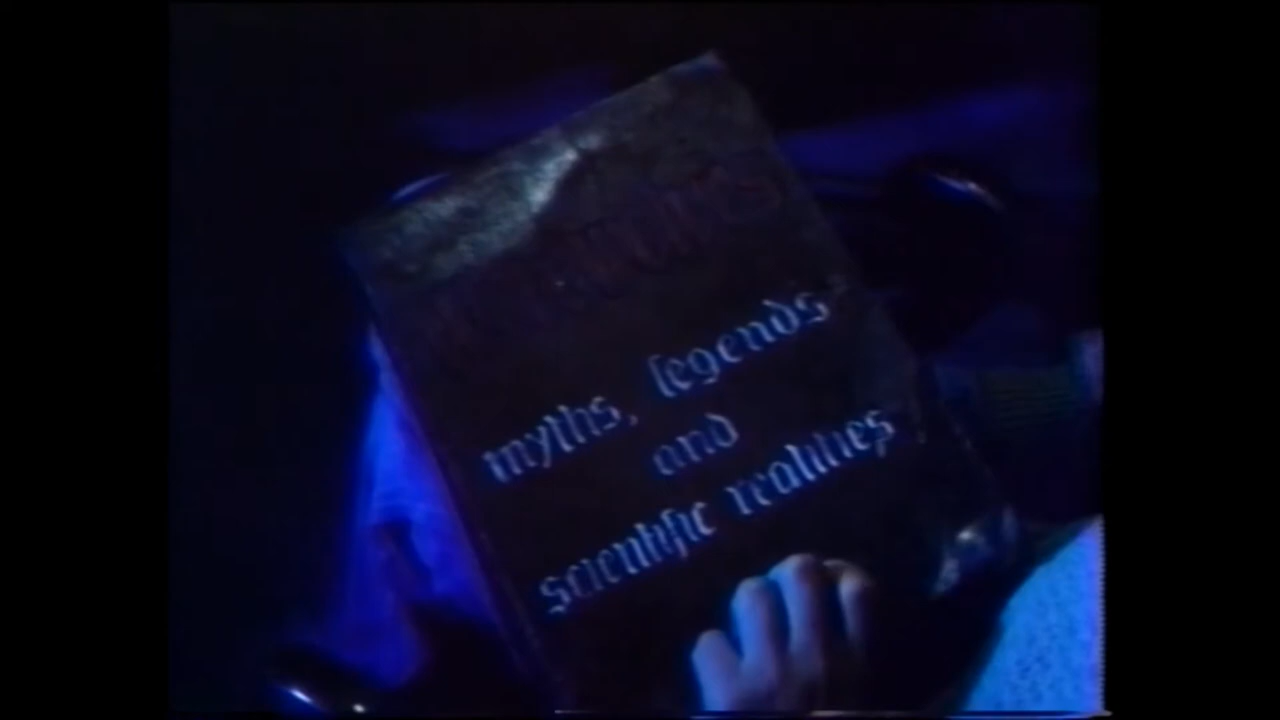 myths, legends
and
scientific realities